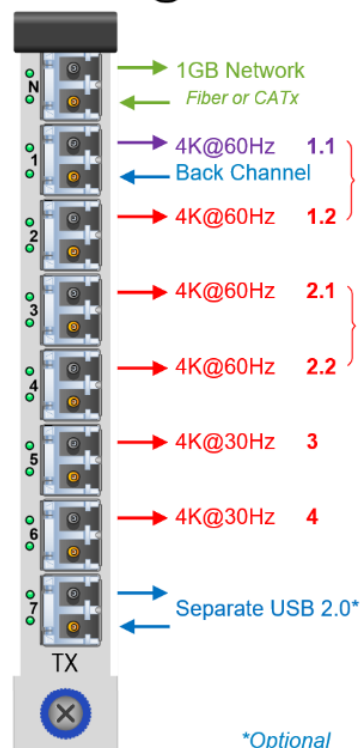 N
1GB Network
Fiber or CATx
1
4K@60Hz 1.1
Back Channel
2
4K@60Hz 1.2
3
4K@60Hz 2.1
4
4K@60Hz 2.2
5
4K@30Hz 3
6
4K@30Hz 4
7
Separate USB 2.0*
TX
*Optional